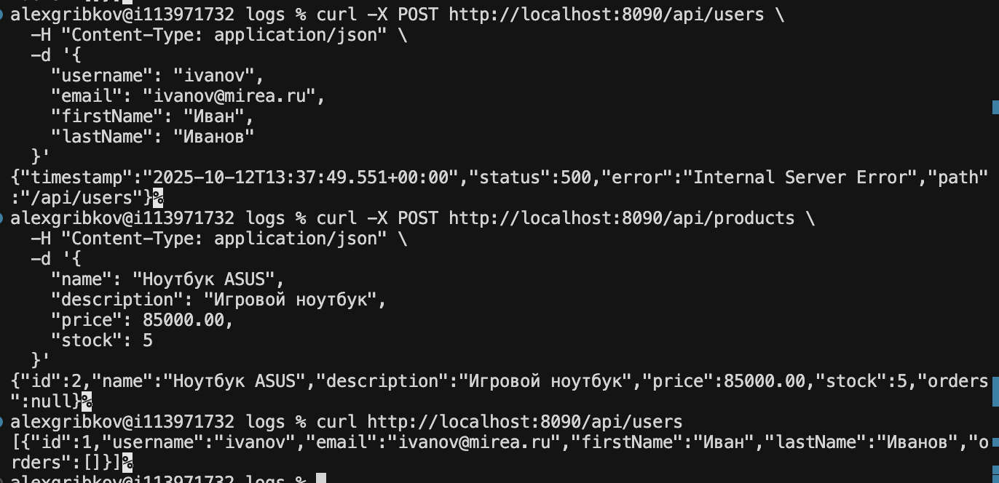 alexgribkov@i113971732 logs % curl -X POST http://localhost:8090/api/users \
  -H "Content-Type: application/json" \
  -d '{
    "username": "ivanov",
    "email": "ivanov@mirea.ru",
    "firstName": "Иван",
    "lastName": "Иванов"
  }'
{"timestamp":"2025-10-12T13:37:49.551+00:00","status":500,"error":"Internal Server Error","path"
:"/api/users"}%
alexgribkov@i113971732 logs % curl -X POST http://localhost:8090/api/products \
  -H "Content-Type: application/json" \
  -d '{
    "name": "Ноутбук ASUS",
    "description": "Игровой ноутбук",
    "price": 85000.00,
    "stock": 5
  }'
{"id":2,"name":"Ноутбук ASUS","description":"Игровой ноутбук","price":85000.00,"stock":5,"orders
":null}%
alexgribkov@i113971732 logs % curl http://localhost:8090/api/users
[{"id":1,"username":"ivanov","email":"ivanov@mirea.ru","firstName":"Иван","lastName":"Иванов","o
rders":[]}]%
alexgribkov@i113971732 logs %